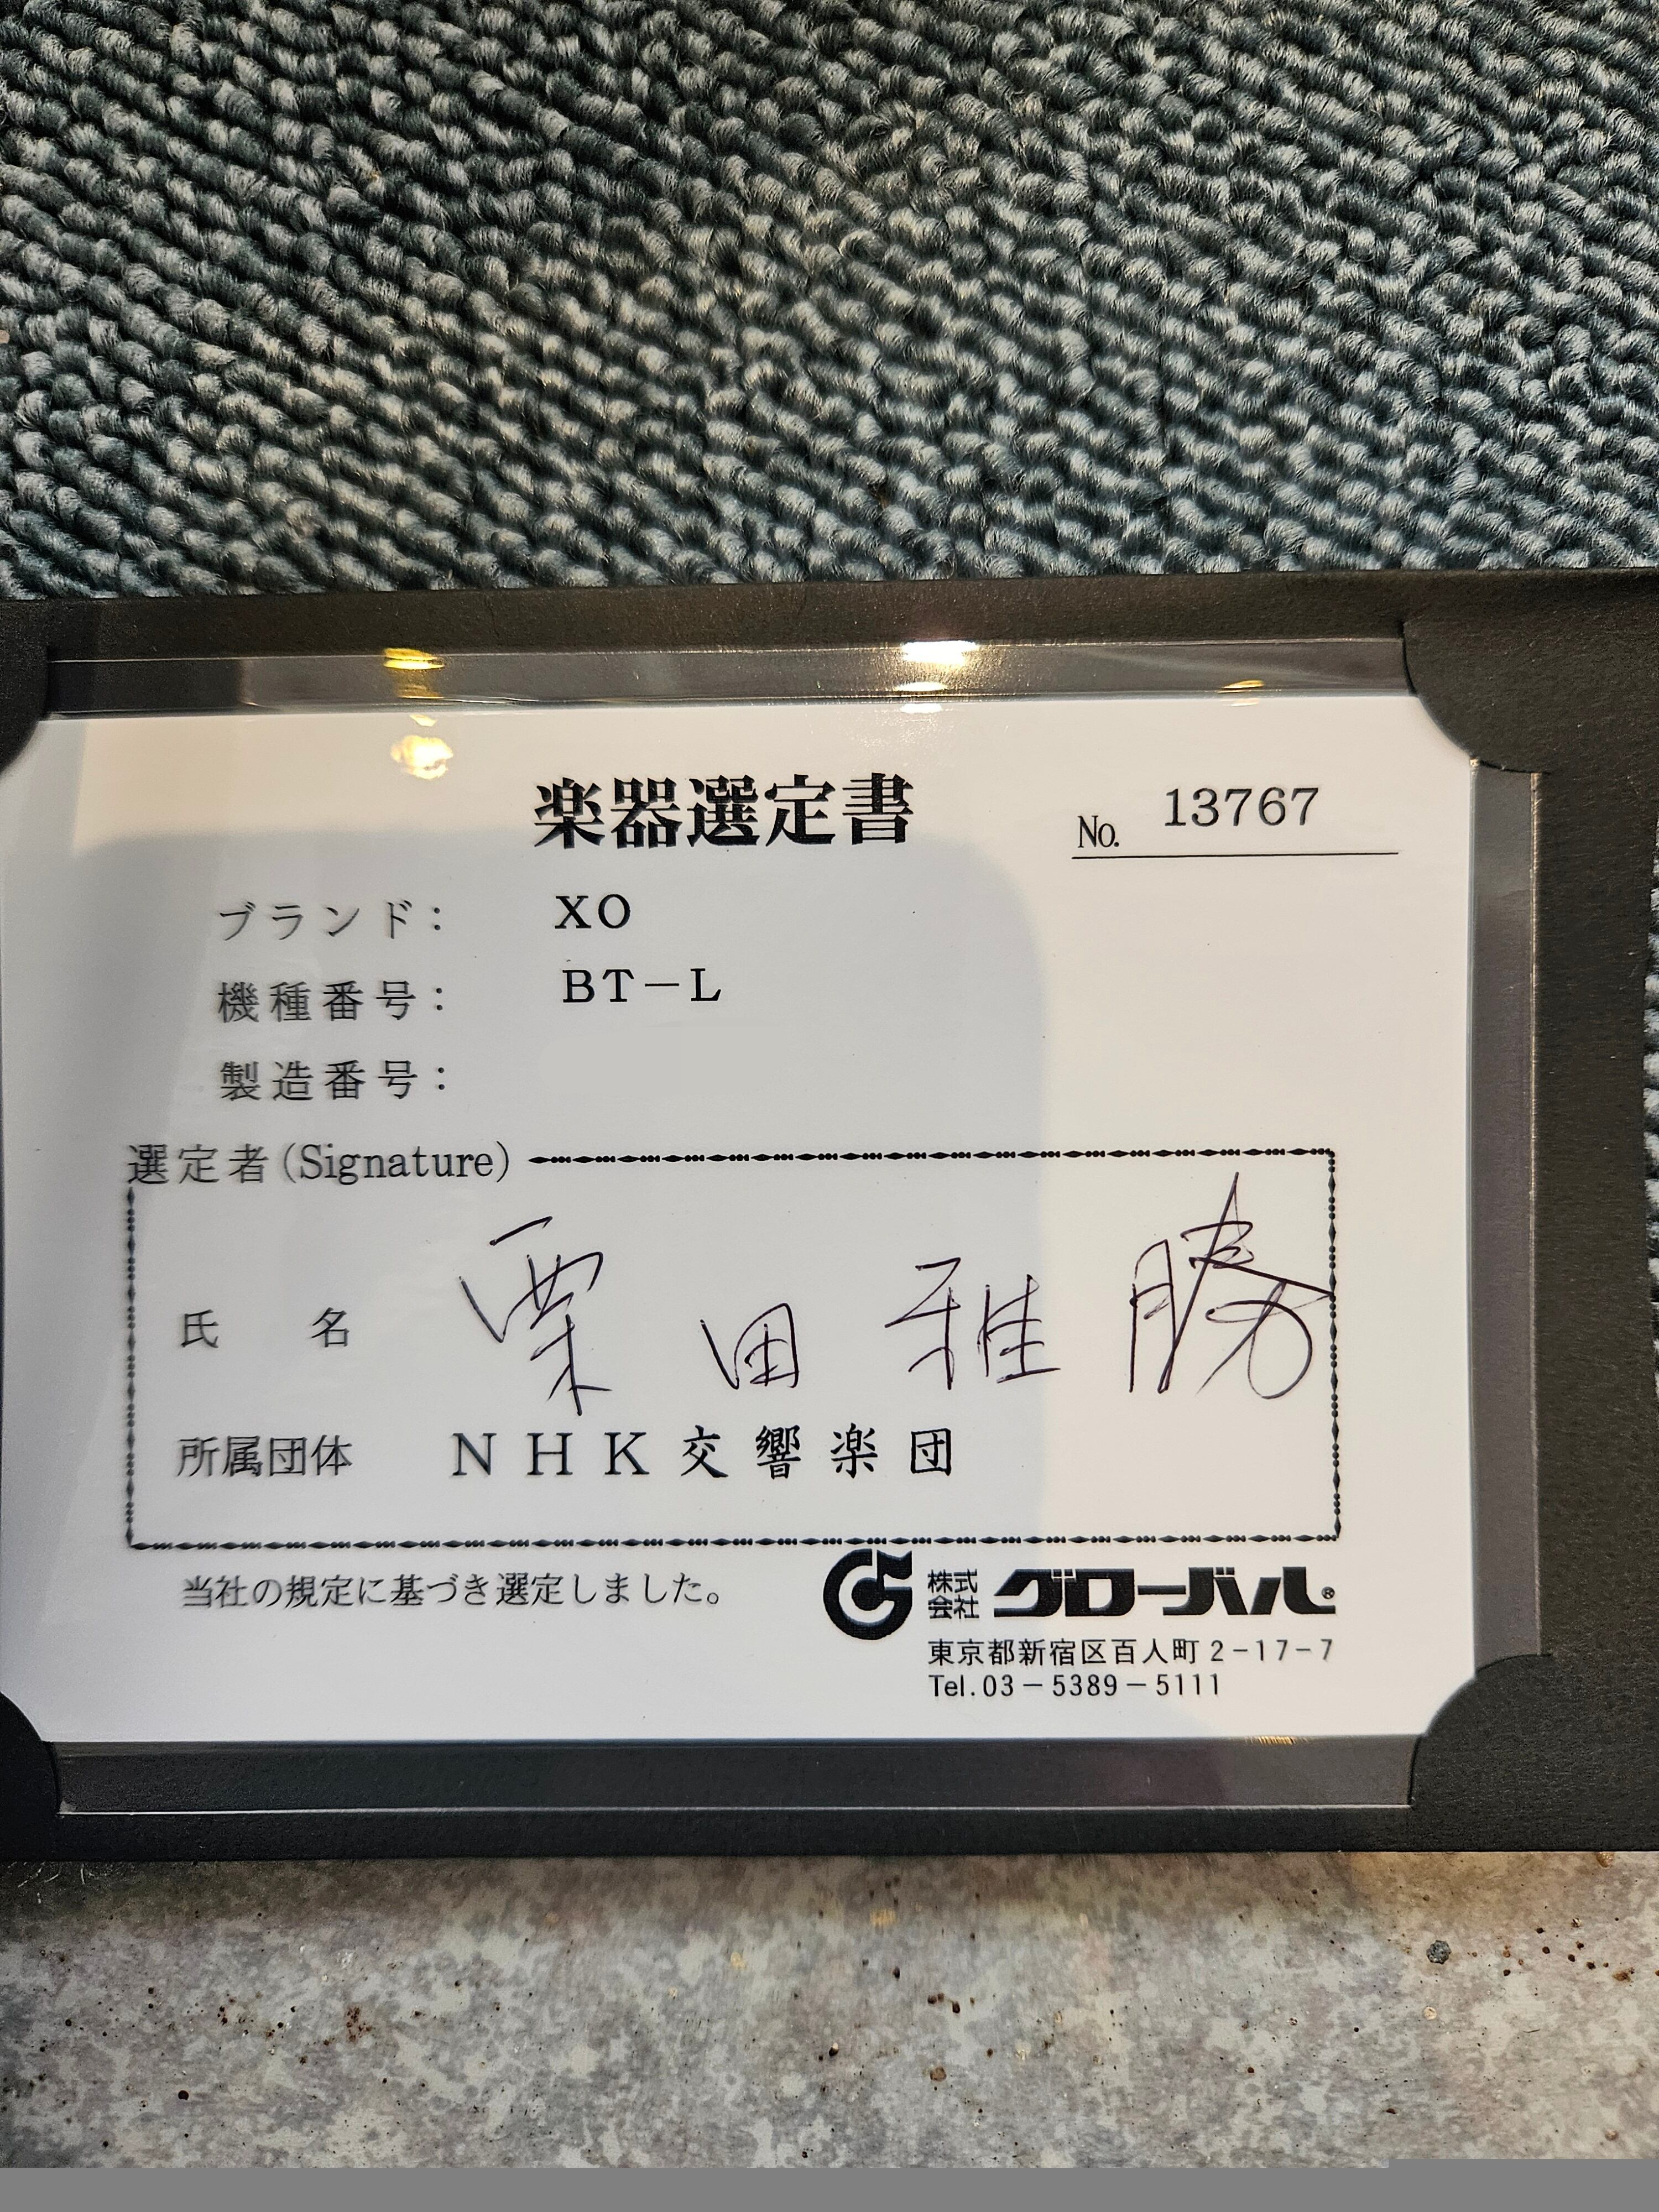 楽器選定書
No. 13767
ブランド: XO
機種番号: BT-L
製造番号:
選定者(Signature)
氏 名 栗田雅勝
所属団体 NHK交響楽団
当社の規定に基づき選定しました。
株式会社 グローバル®
東京都新宿区百人町2-17-7
Tel.03-5389-5111